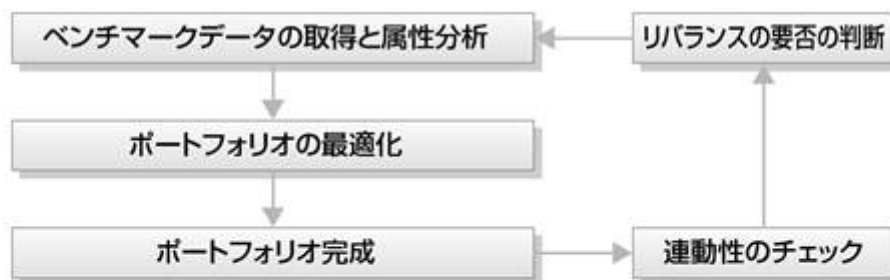 ベンチマークデータの取得と属性分析
リバランスの要否の判断
ポートフォリオの最適化
ポートフォリオ完成
連動性のチェック